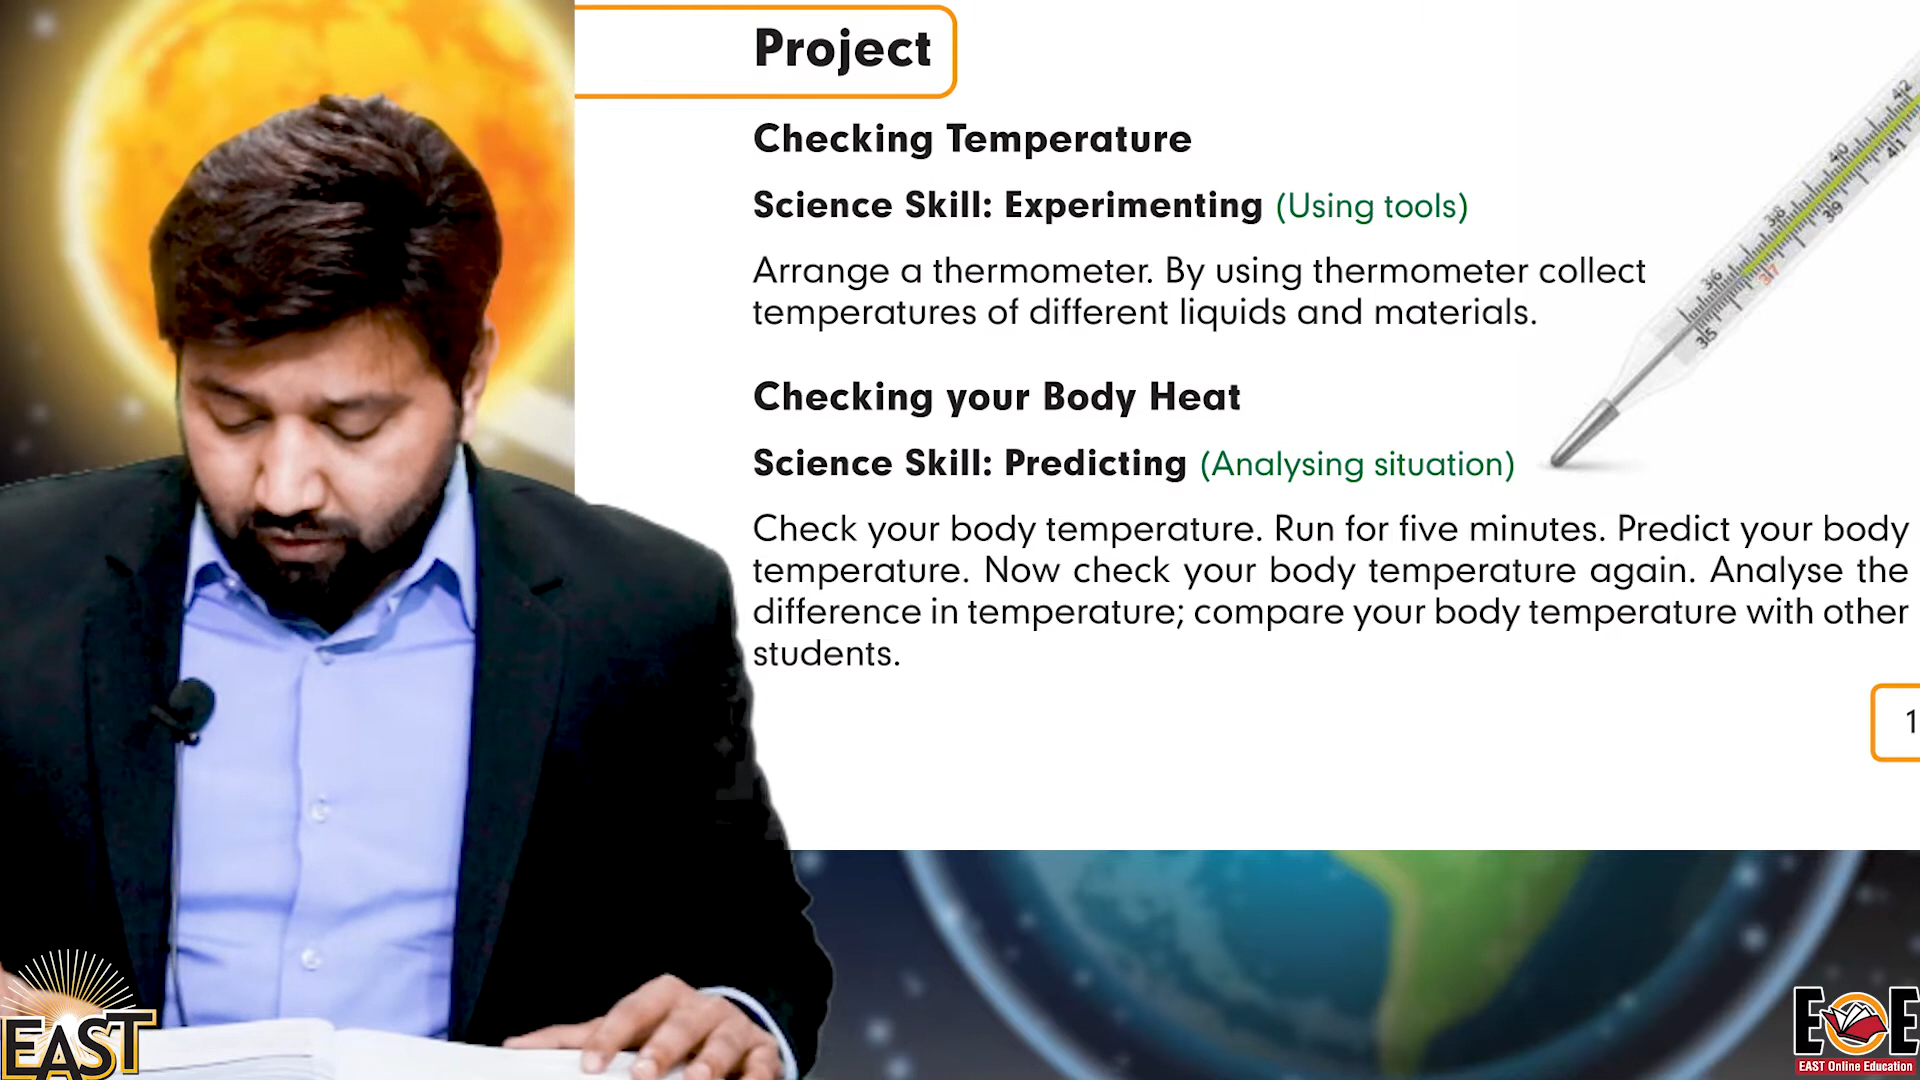 Project
Checking Temperature
Science Skill: Experimenting (Using tools)
Arrange a thermometer. By using thermometer collect
temperatures of different liquids and materials.
Checking your Body Heat
Science Skill: Predicting (Analysing situation)
Check your body temperature. Run for five minutes. Predict your body
temperature. Now check your body temperature again. Analyse the
difference in temperature; compare your body temperature with other
students.
35
36
37
38
39
40
41
42
1
EAST
EOE
EAST Online Education